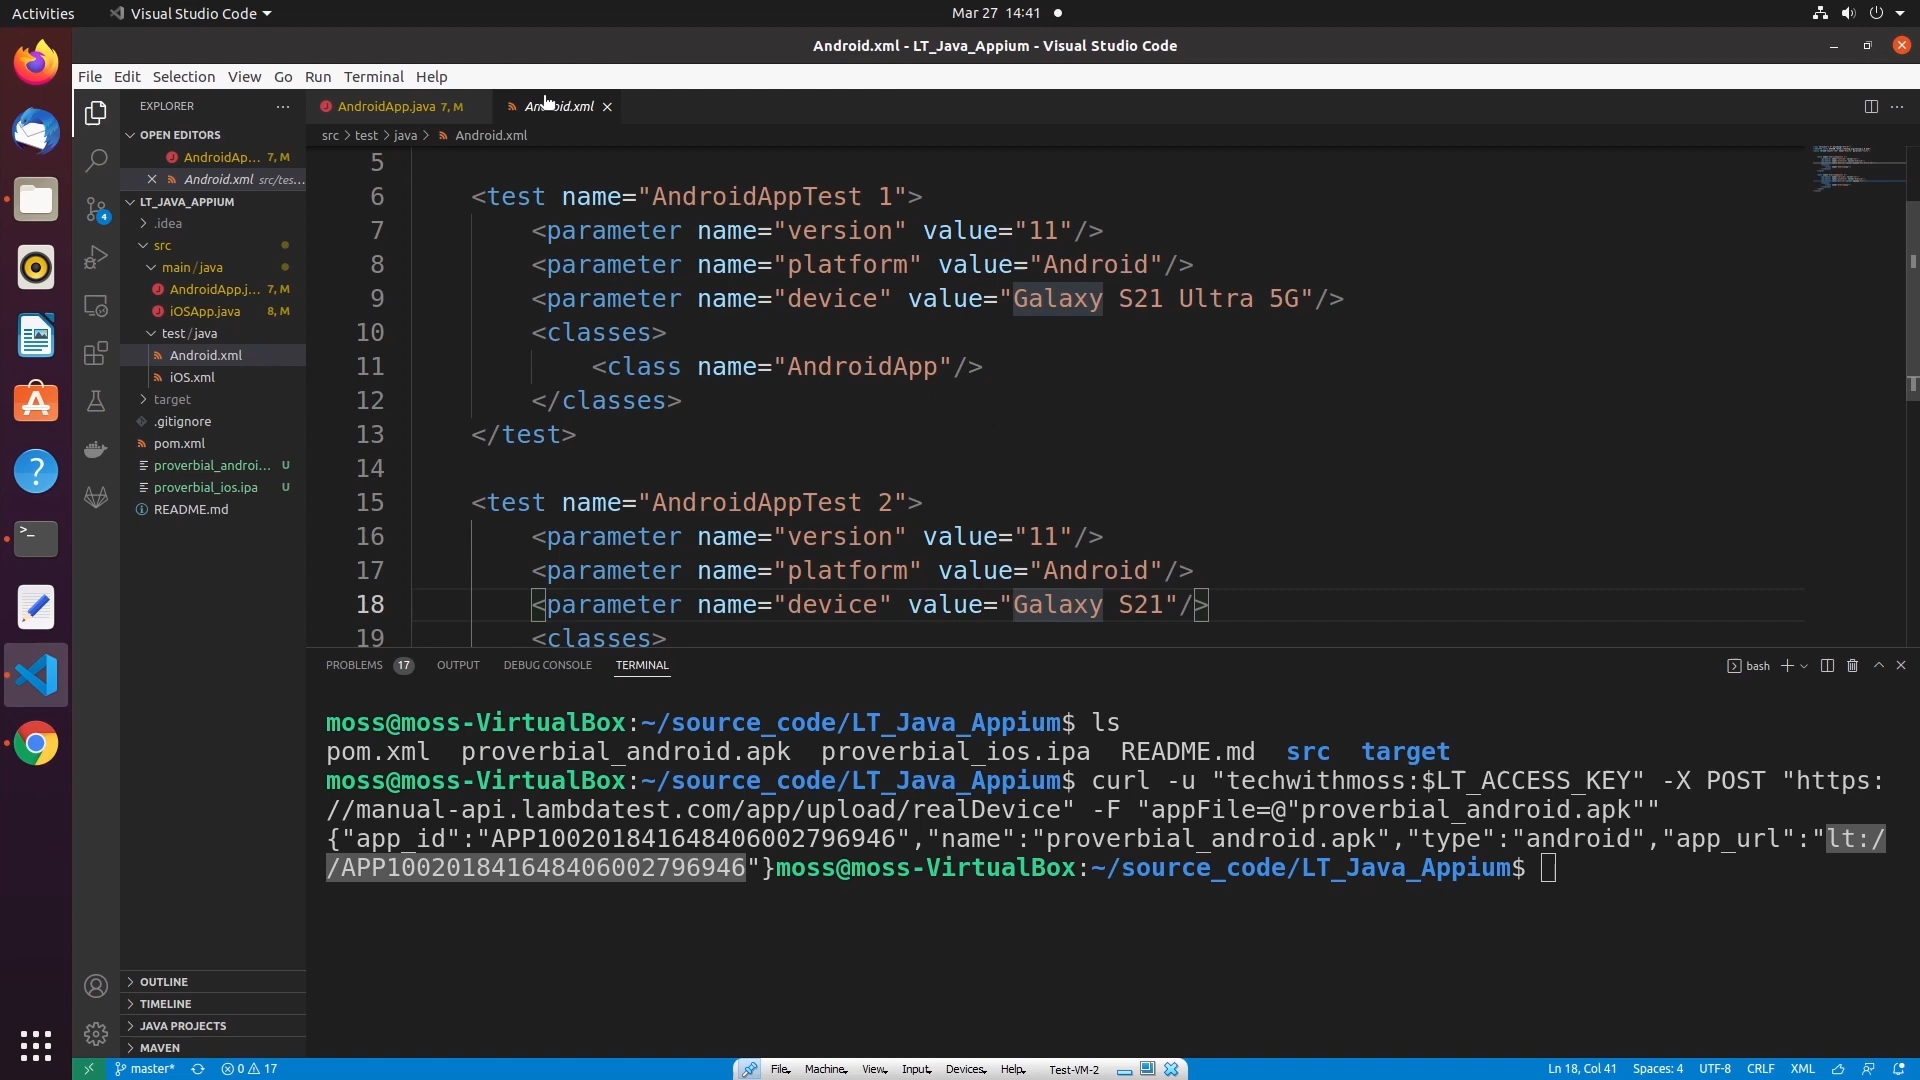 Activities
Visual Studio Code
Mar 27 14:41
Android.xml - LT_Java_Appium - Visual Studio Code
File Edit Selection View Go Run Terminal Help
EXPLORER
OPEN EDITORS
AndroidAp... 7, M
Android.xml src/tes...
LT_JAVA_APPIUM
.idea
src
main / java
AndroidApp.j... 7, M
iOSApp.java 8, M
test / java
Android.xml
iOS.xml
target
.gitignore
pom.xml
proverbial_androi... U
proverbial_ios.ipa U
README.md
OUTLINE
TIMELINE
JAVA PROJECTS
MAVEN
4
AndroidApp.java 7, M
Android.xml
src > test > java > Android.xml
5
6 <test name="AndroidAppTest 1">
7 <parameter name="version" value="11"/>
8 <parameter name="platform" value="Android"/>
9 <parameter name="device" value="Galaxy S21 Ultra 5G"/>
10 <classes>
11 <class name="AndroidApp"/>
12 </classes>
13 </test>
14
15 <test name="AndroidAppTest 2">
16 <parameter name="version" value="11"/>
17 <parameter name="platform" value="Android"/>
18 <parameter name="device" value="Galaxy S21"/>
19 <classes>
PROBLEMS 17 OUTPUT DEBUG CONSOLE TERMINAL
bash
moss@moss-VirtualBox:~/source_code/LT_Java_Appium$ ls
pom.xml proverbial_android.apk proverbial_ios.ipa README.md src target
moss@moss-VirtualBox:~/source_code/LT_Java_Appium$ curl -u "techwithmoss:$LT_ACCESS_KEY" -X POST "https:
//manual-api.lambdatest.com/app/upload/realDevice" -F "appFile=@"proverbial_android.apk""
{"app_id":"APP1002018416484060027969​46","name":"proverbial_android.apk","type":"android","app_url":"lt:/
/APP100201841648406002796946"}moss@moss-VirtualBox:~/source_code/LT_Java_Appium$
master* 0 17
File Machine View Input Devices Help Test-VM-2
Ln 18, Col 41 Spaces: 4 UTF-8 CRLF XML